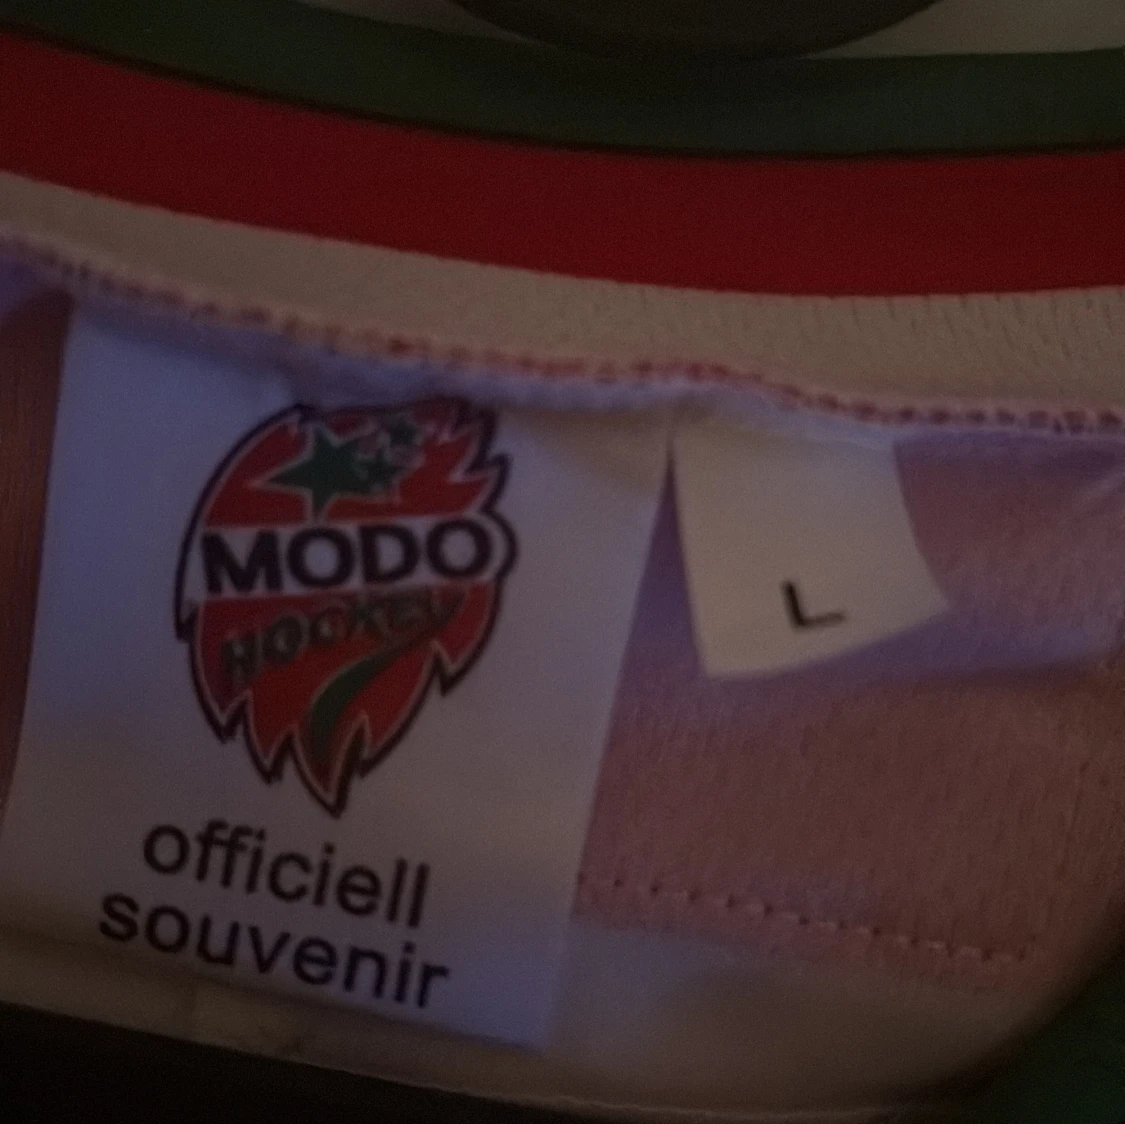 MODO
HOCKEY
officiell
souvenir
L